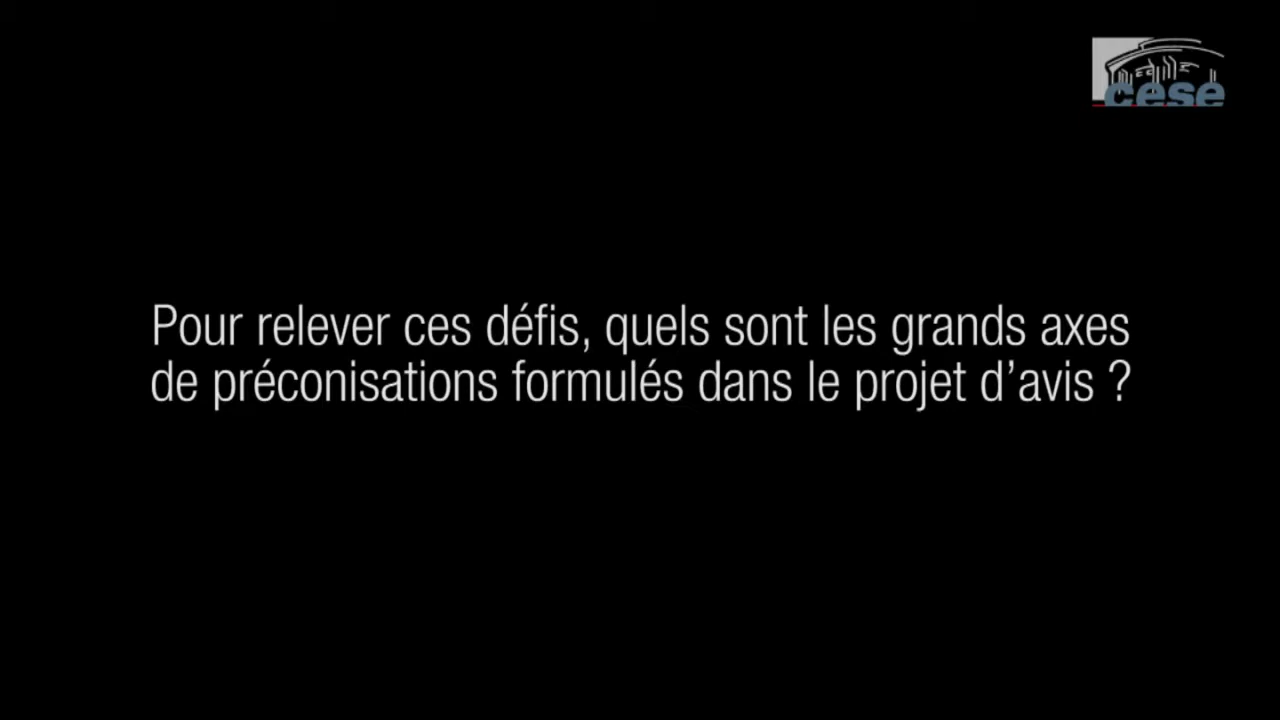 cese
Pour relever ces défis, quels sont les grands axes
de préconisations formulés dans le projet d’avis ?